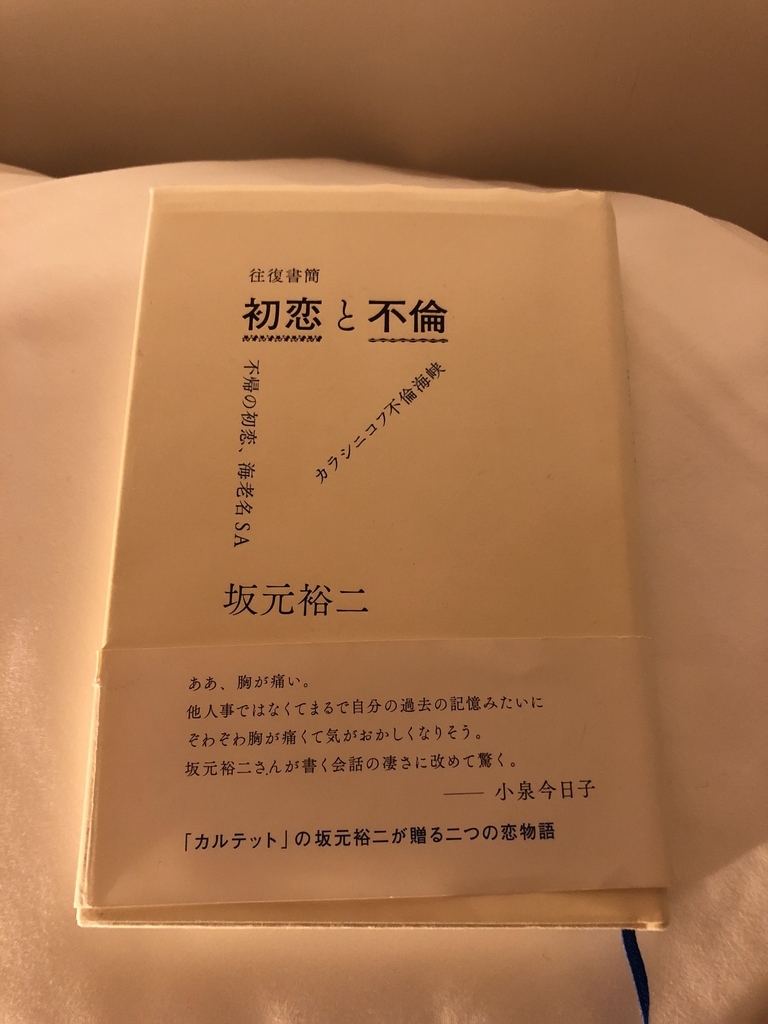 往復書簡
初恋と不倫
不帰の初恋、海老名SA
カラシニコフ不倫海峡
坂元裕二
ああ、胸が痛い。
他人事ではなくてまるで自分の過去の記憶みたいに
ぞわぞわ胸が痛くて気がおかしくなりそう。
坂元裕二さんが書く会話の凄さに改めて驚く。
―― 小泉今日子
「カルテット」の坂元裕二が贈る二つの恋物語